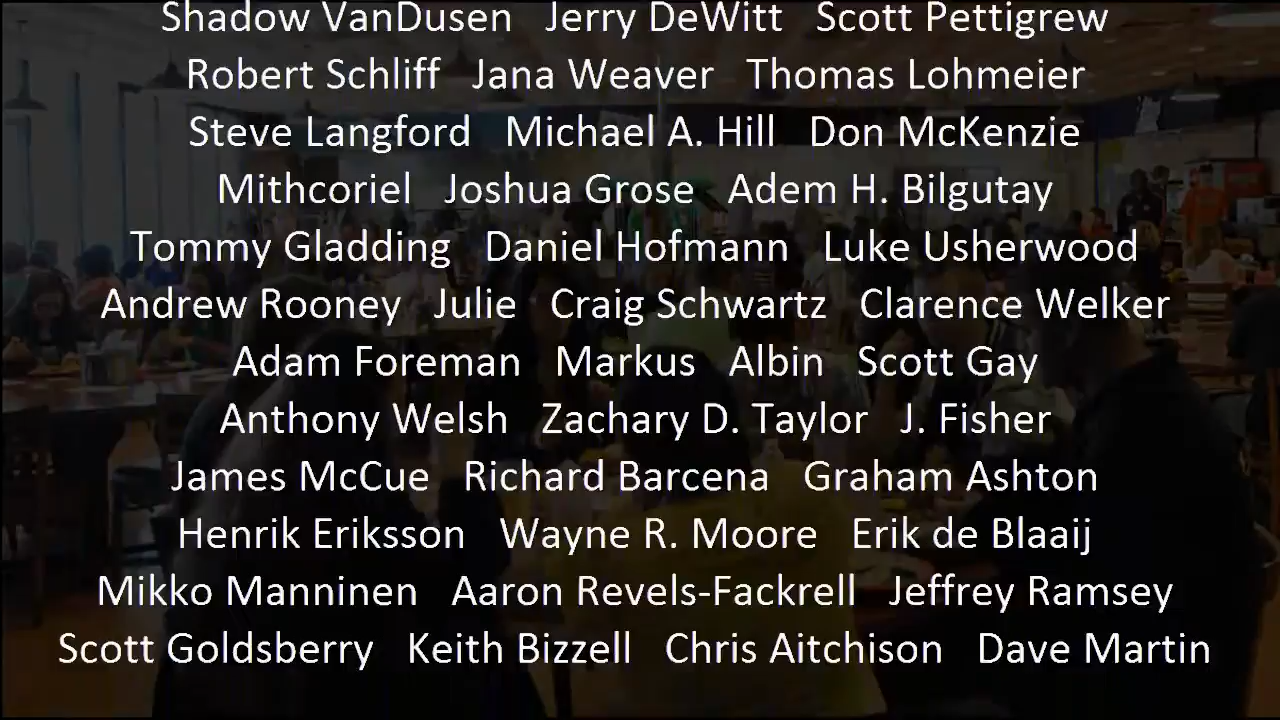 Shadow VanDusen Jerry DeWitt Scott Pettigrew
Robert Schliff Jana Weaver Thomas Lohmeier
Steve Langford Michael A. Hill Don McKenzie
Mithcoriel Joshua Grose Adem H. Bilgutay
Tommy Gladding Daniel Hofmann Luke Usherwood
Andrew Rooney Julie Craig Schwartz Clarence Welker
Adam Foreman Markus Albin Scott Gay
Anthony Welsh Zachary D. Taylor J. Fisher
James McCue Richard Barcena Graham Ashton
Henrik Eriksson Wayne R. Moore Erik de Blaaij
Mikko Manninen Aaron Revels-Fackrell Jeffrey Ramsey
Scott Goldsberry Keith Bizzell Chris Aitchison Dave Martin